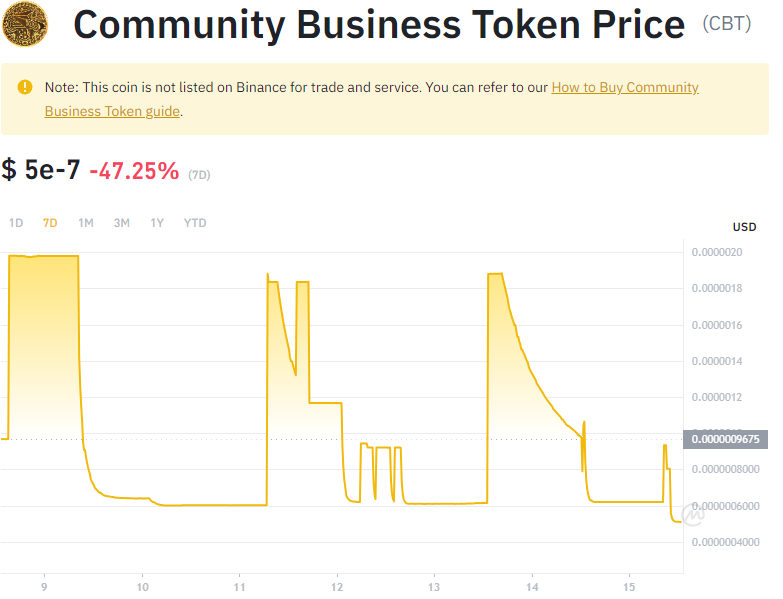 Community Business Token Price (CBT)
Note: This coin is not listed on Binance for trade and service. You can refer to our How to Buy Community
Business Token guide.
$ 5e-7 -47.25% (7D)
1D 7D 1M 3M 1Y YTD
USD
0.0000020
0.0000018
0.0000016
0.0000014
0.0000012
0.0000009675
0.0000008000
0.0000006000
0.0000004000
9 10 11 12 13 14 15